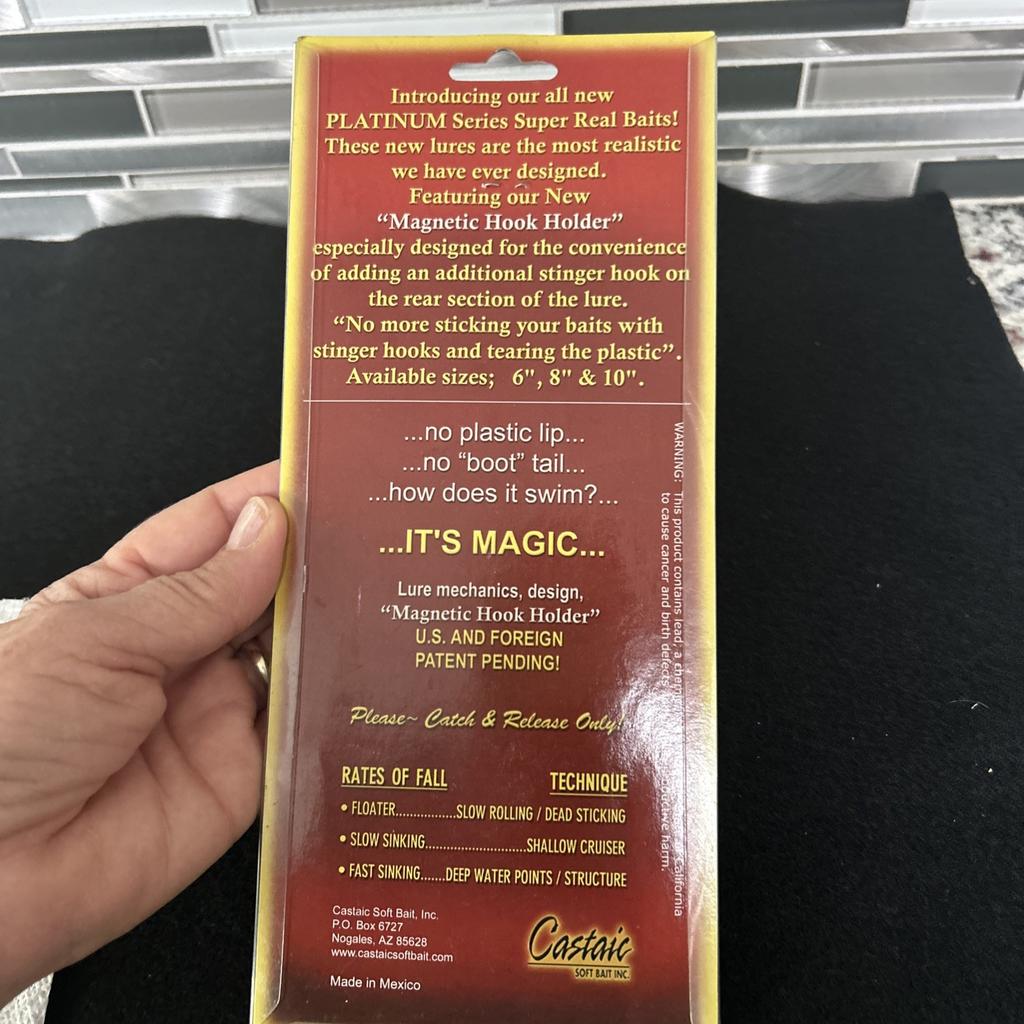 Introducing our all new
PLATINUM Series Super Real Baits!
These new lures are the most realistic
we have ever designed.
Featuring our New
“Magnetic Hook Holder”
especially designed for the convenience
of adding an additional stinger hook on
the rear section of the lure.
“No more sticking your baits with
stinger hooks and tearing the plastic”.
Available sizes; 6", 8" & 10".
...no plastic lip...
...no “boot” tail...
...how does it swim?...
...IT'S MAGIC...
Lure mechanics, design,
“Magnetic Hook Holder”
U.S. AND FOREIGN
PATENT PENDING!
Please~ Catch & Release Only!
RATES OF FALL TECHNIQUE
• FLOATER.................SLOW ROLLING / DEAD STICKING
• SLOW SINKING............................SHALLOW CRUISER
• FAST SINKING.......DEEP WATER POINTS / STRUCTURE
Castaic Soft Bait, Inc.
P.O. Box 6727
Nogales, AZ 85628
www.castaicsoftbait.com
Made in Mexico
Castaic
SOFT BAIT INC.
WARNING: This product contains lead, a California
to cause cancer and birth defects harm.